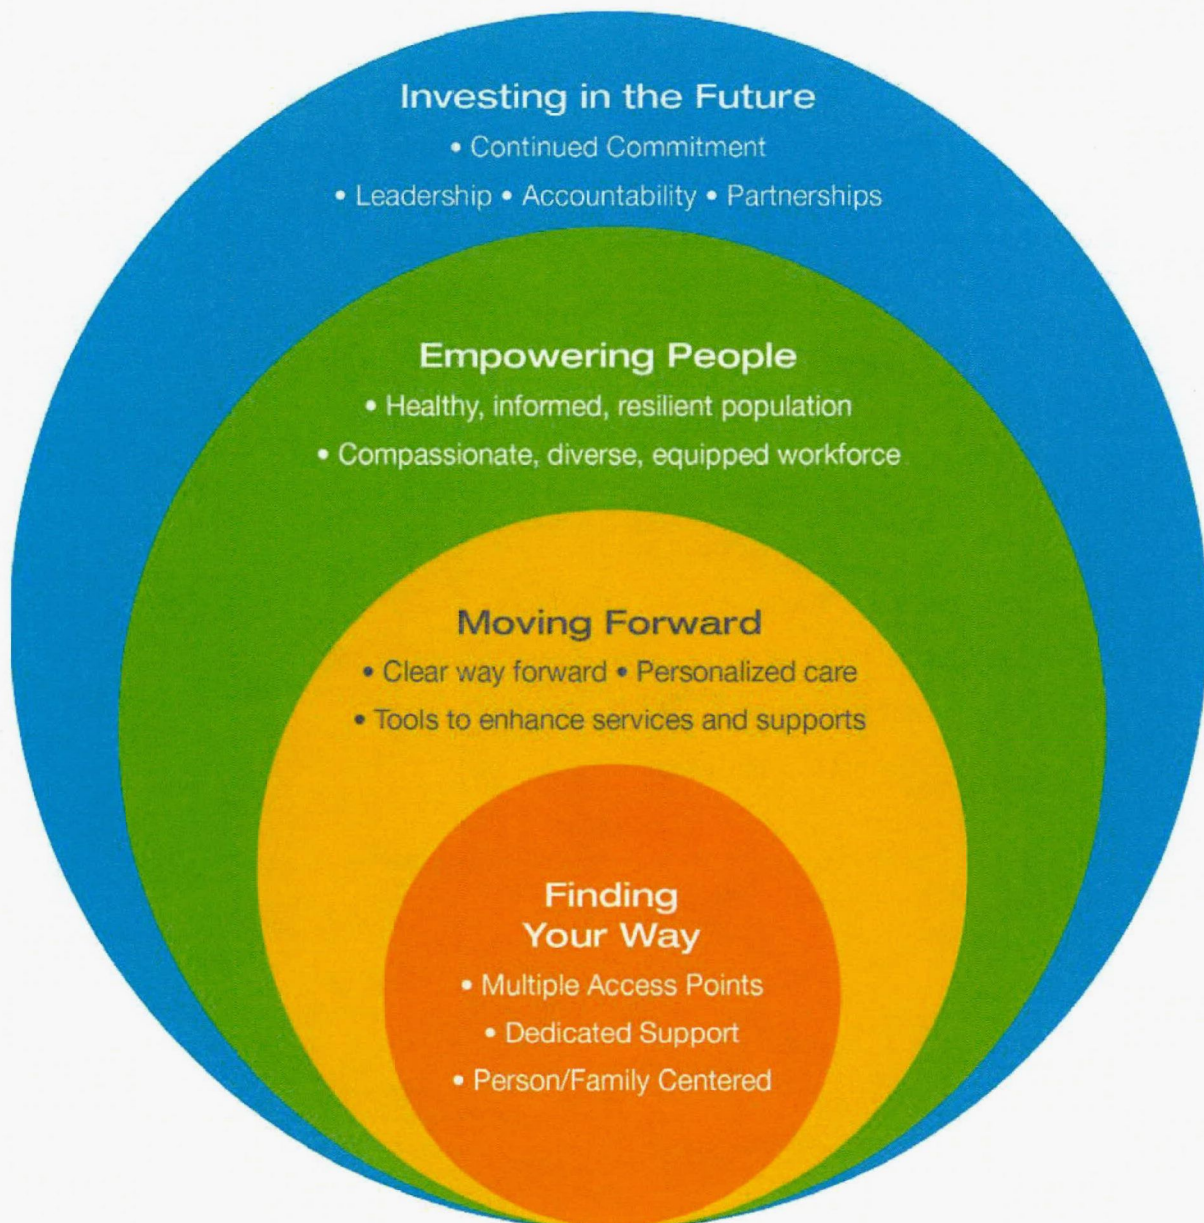 Investing in the Future
• Continued Commitment
• Leadership • Accountability • Partnerships
Empowering People
• Healthy, informed, resilient population
• Compassionate, diverse, equipped workforce
Moving Forward
• Clear way forward • Personalized care
• Tools to enhance services and supports
Finding
Your Way
• Multiple Access Points
• Dedicated Support
• Person/Family Centered